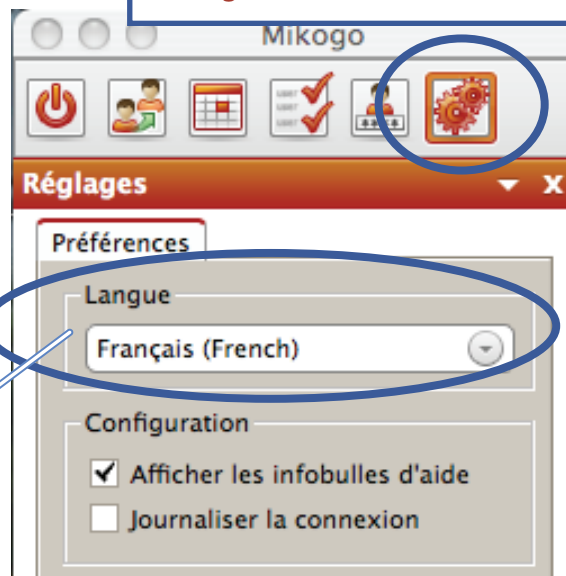 Mikogo
Réglages
Préférences
Langue
Français (French)
Configuration
Afficher les infobulles d'aide
Journaliser la connexion